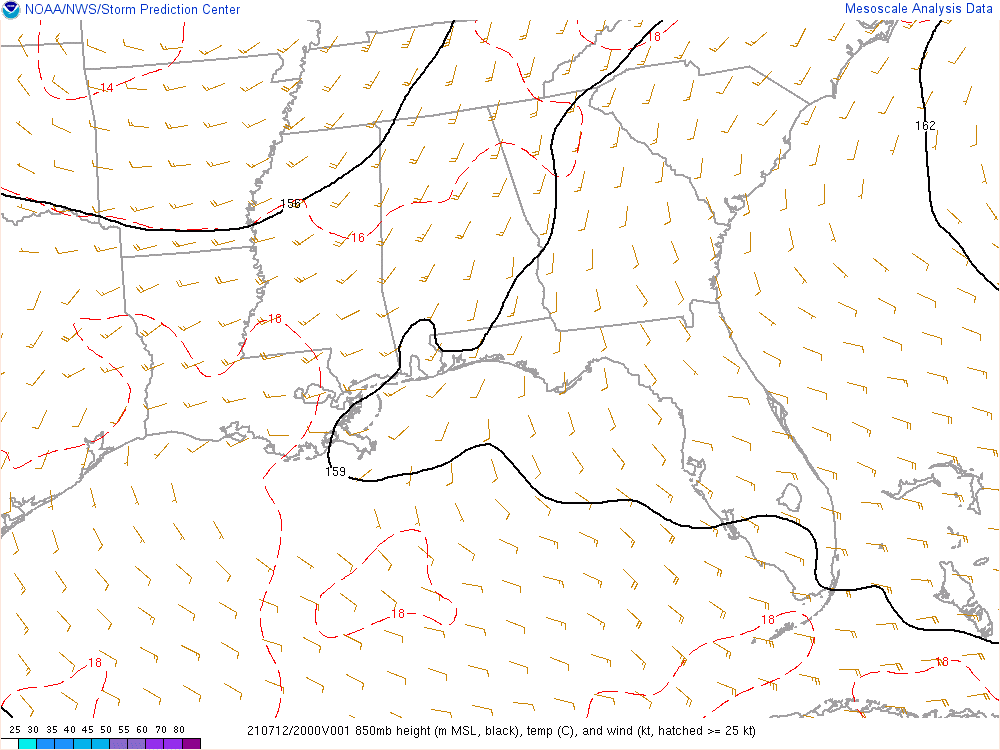 NOAA/NWS/Storm Prediction Center
Mesoscale Analysis Data
18
14
162
156
16
18
159
18
18
18
18
25 30 35 40 45 50 55 60 70 80
210712/2000V001 850mb height (m MSL, black), temp (C), and wind (kt, hatched >= 25 kt)